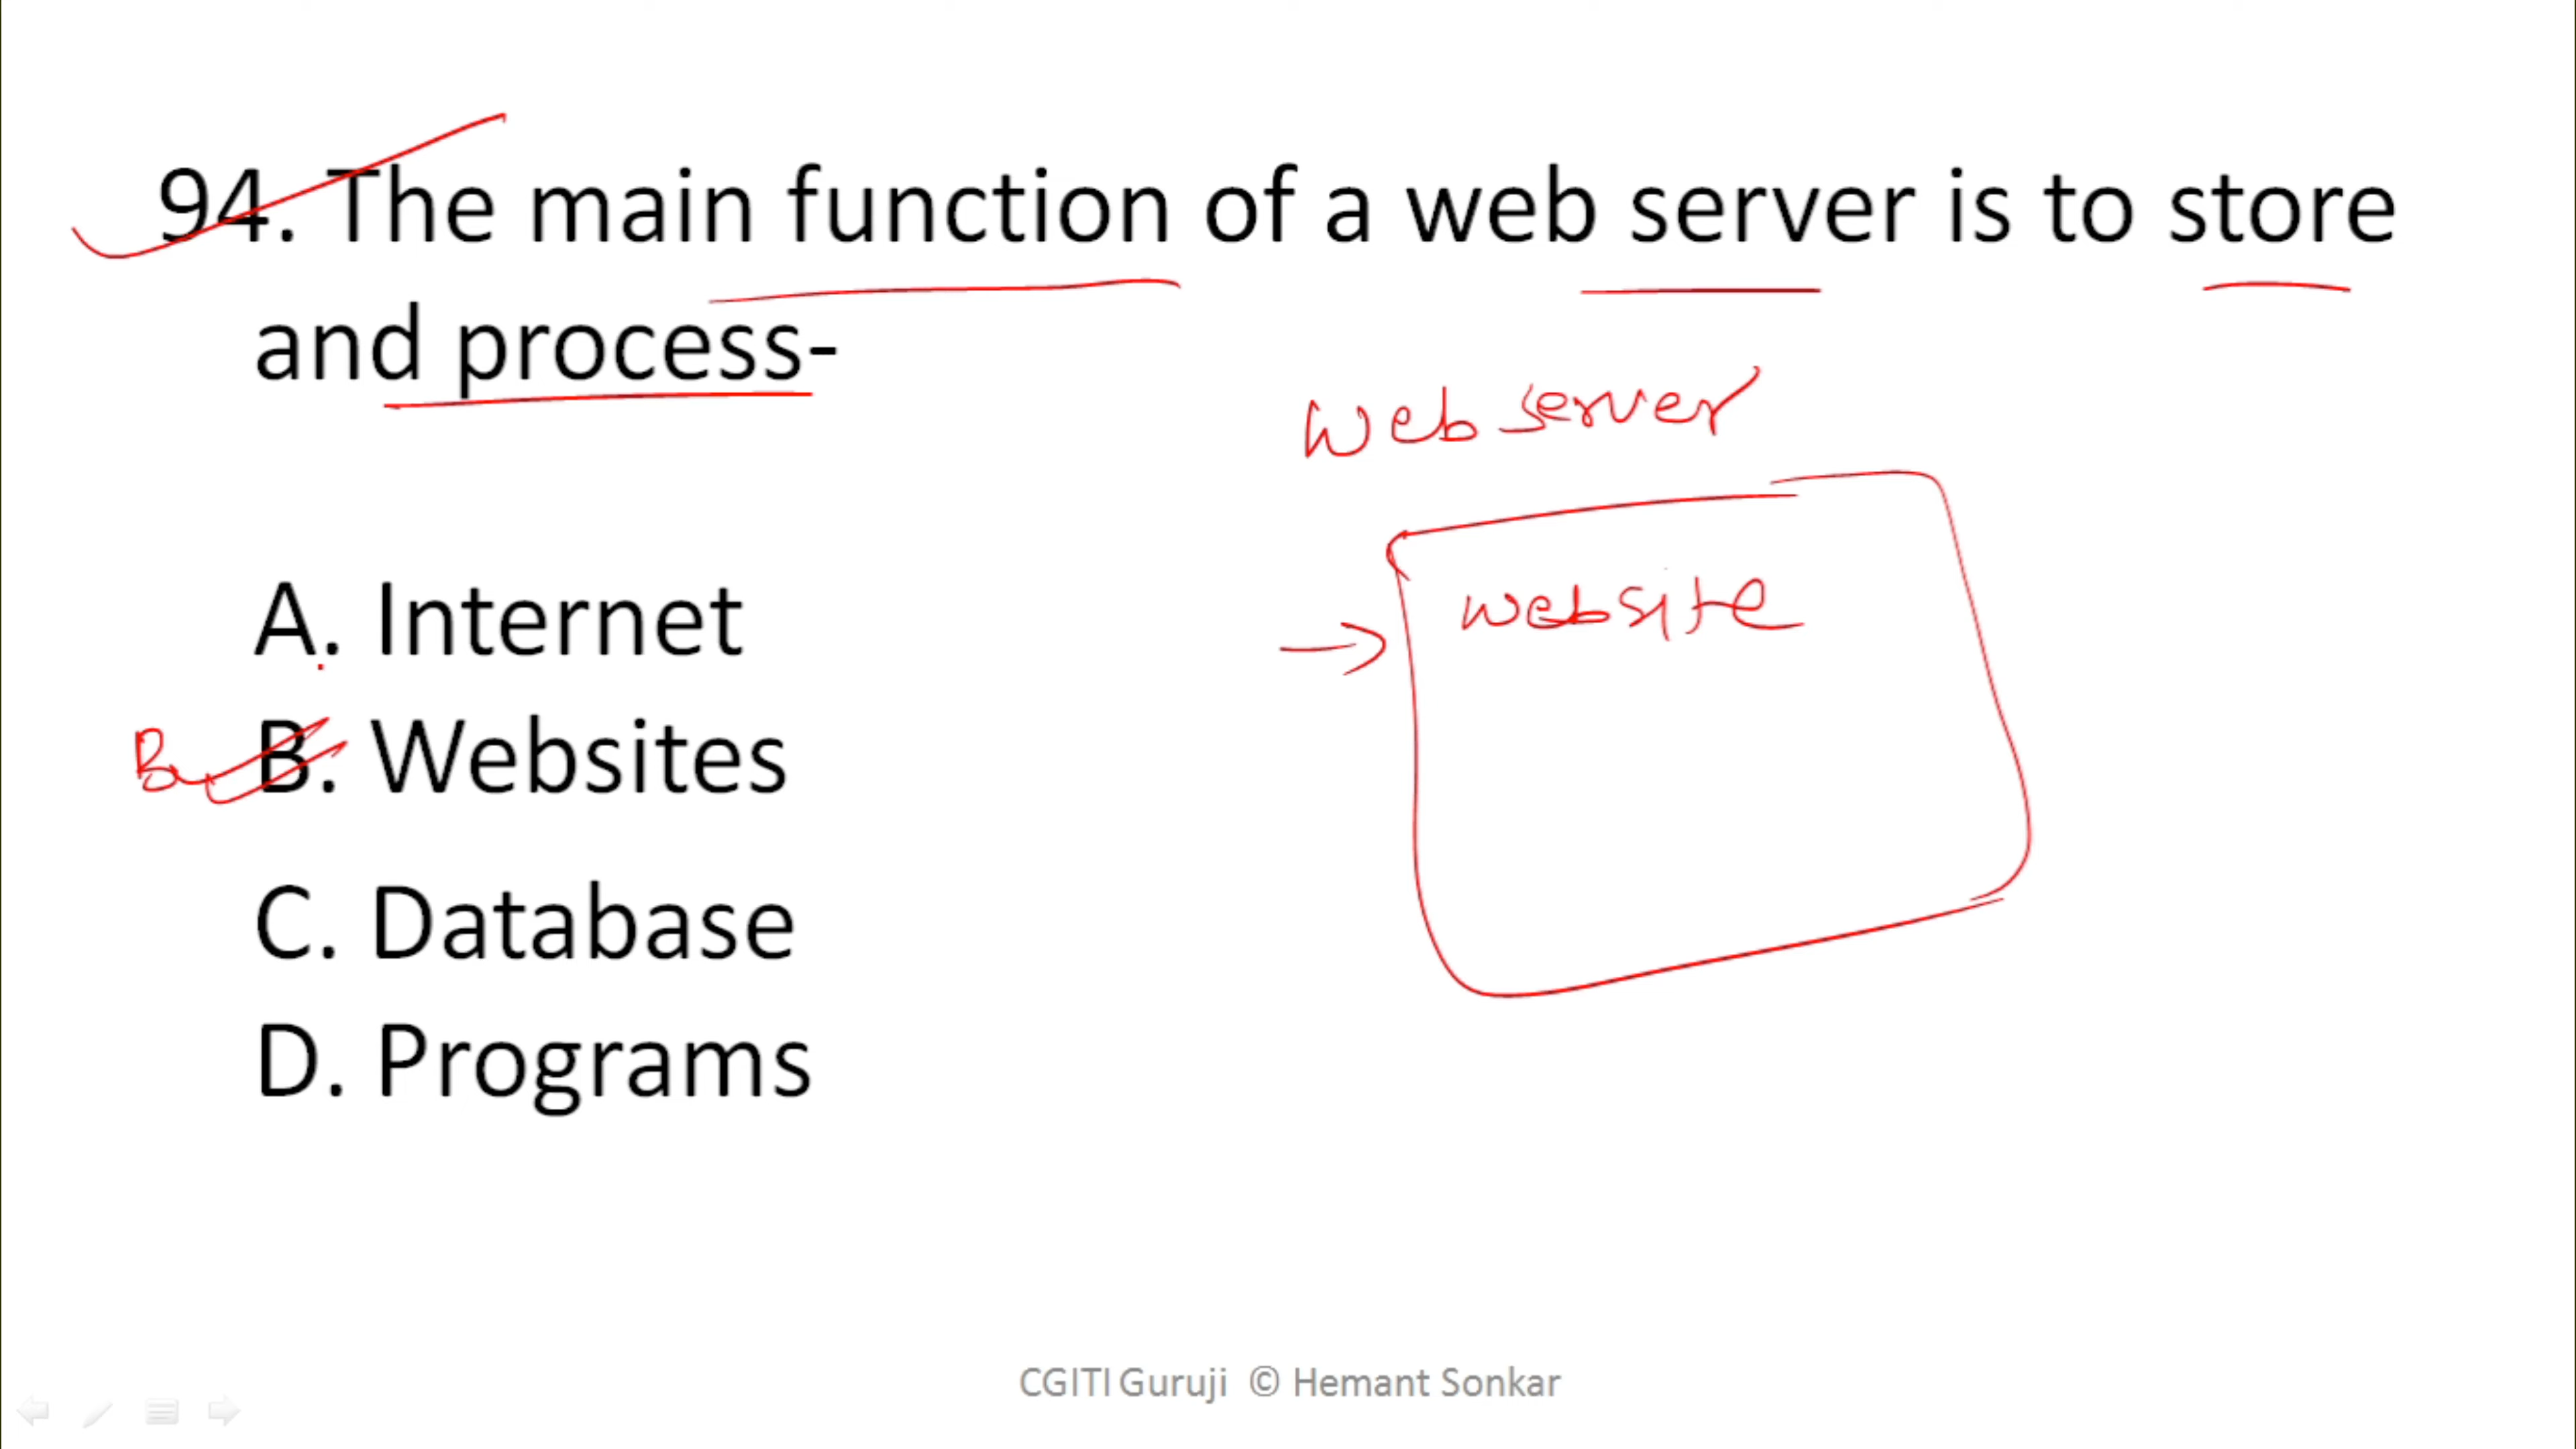 94. The main function of a web server is to store
and process-
Web server
website
A. Internet
B B. Websites
C. Database
D. Programs
CGITI Guruji © Hemant Sonkar